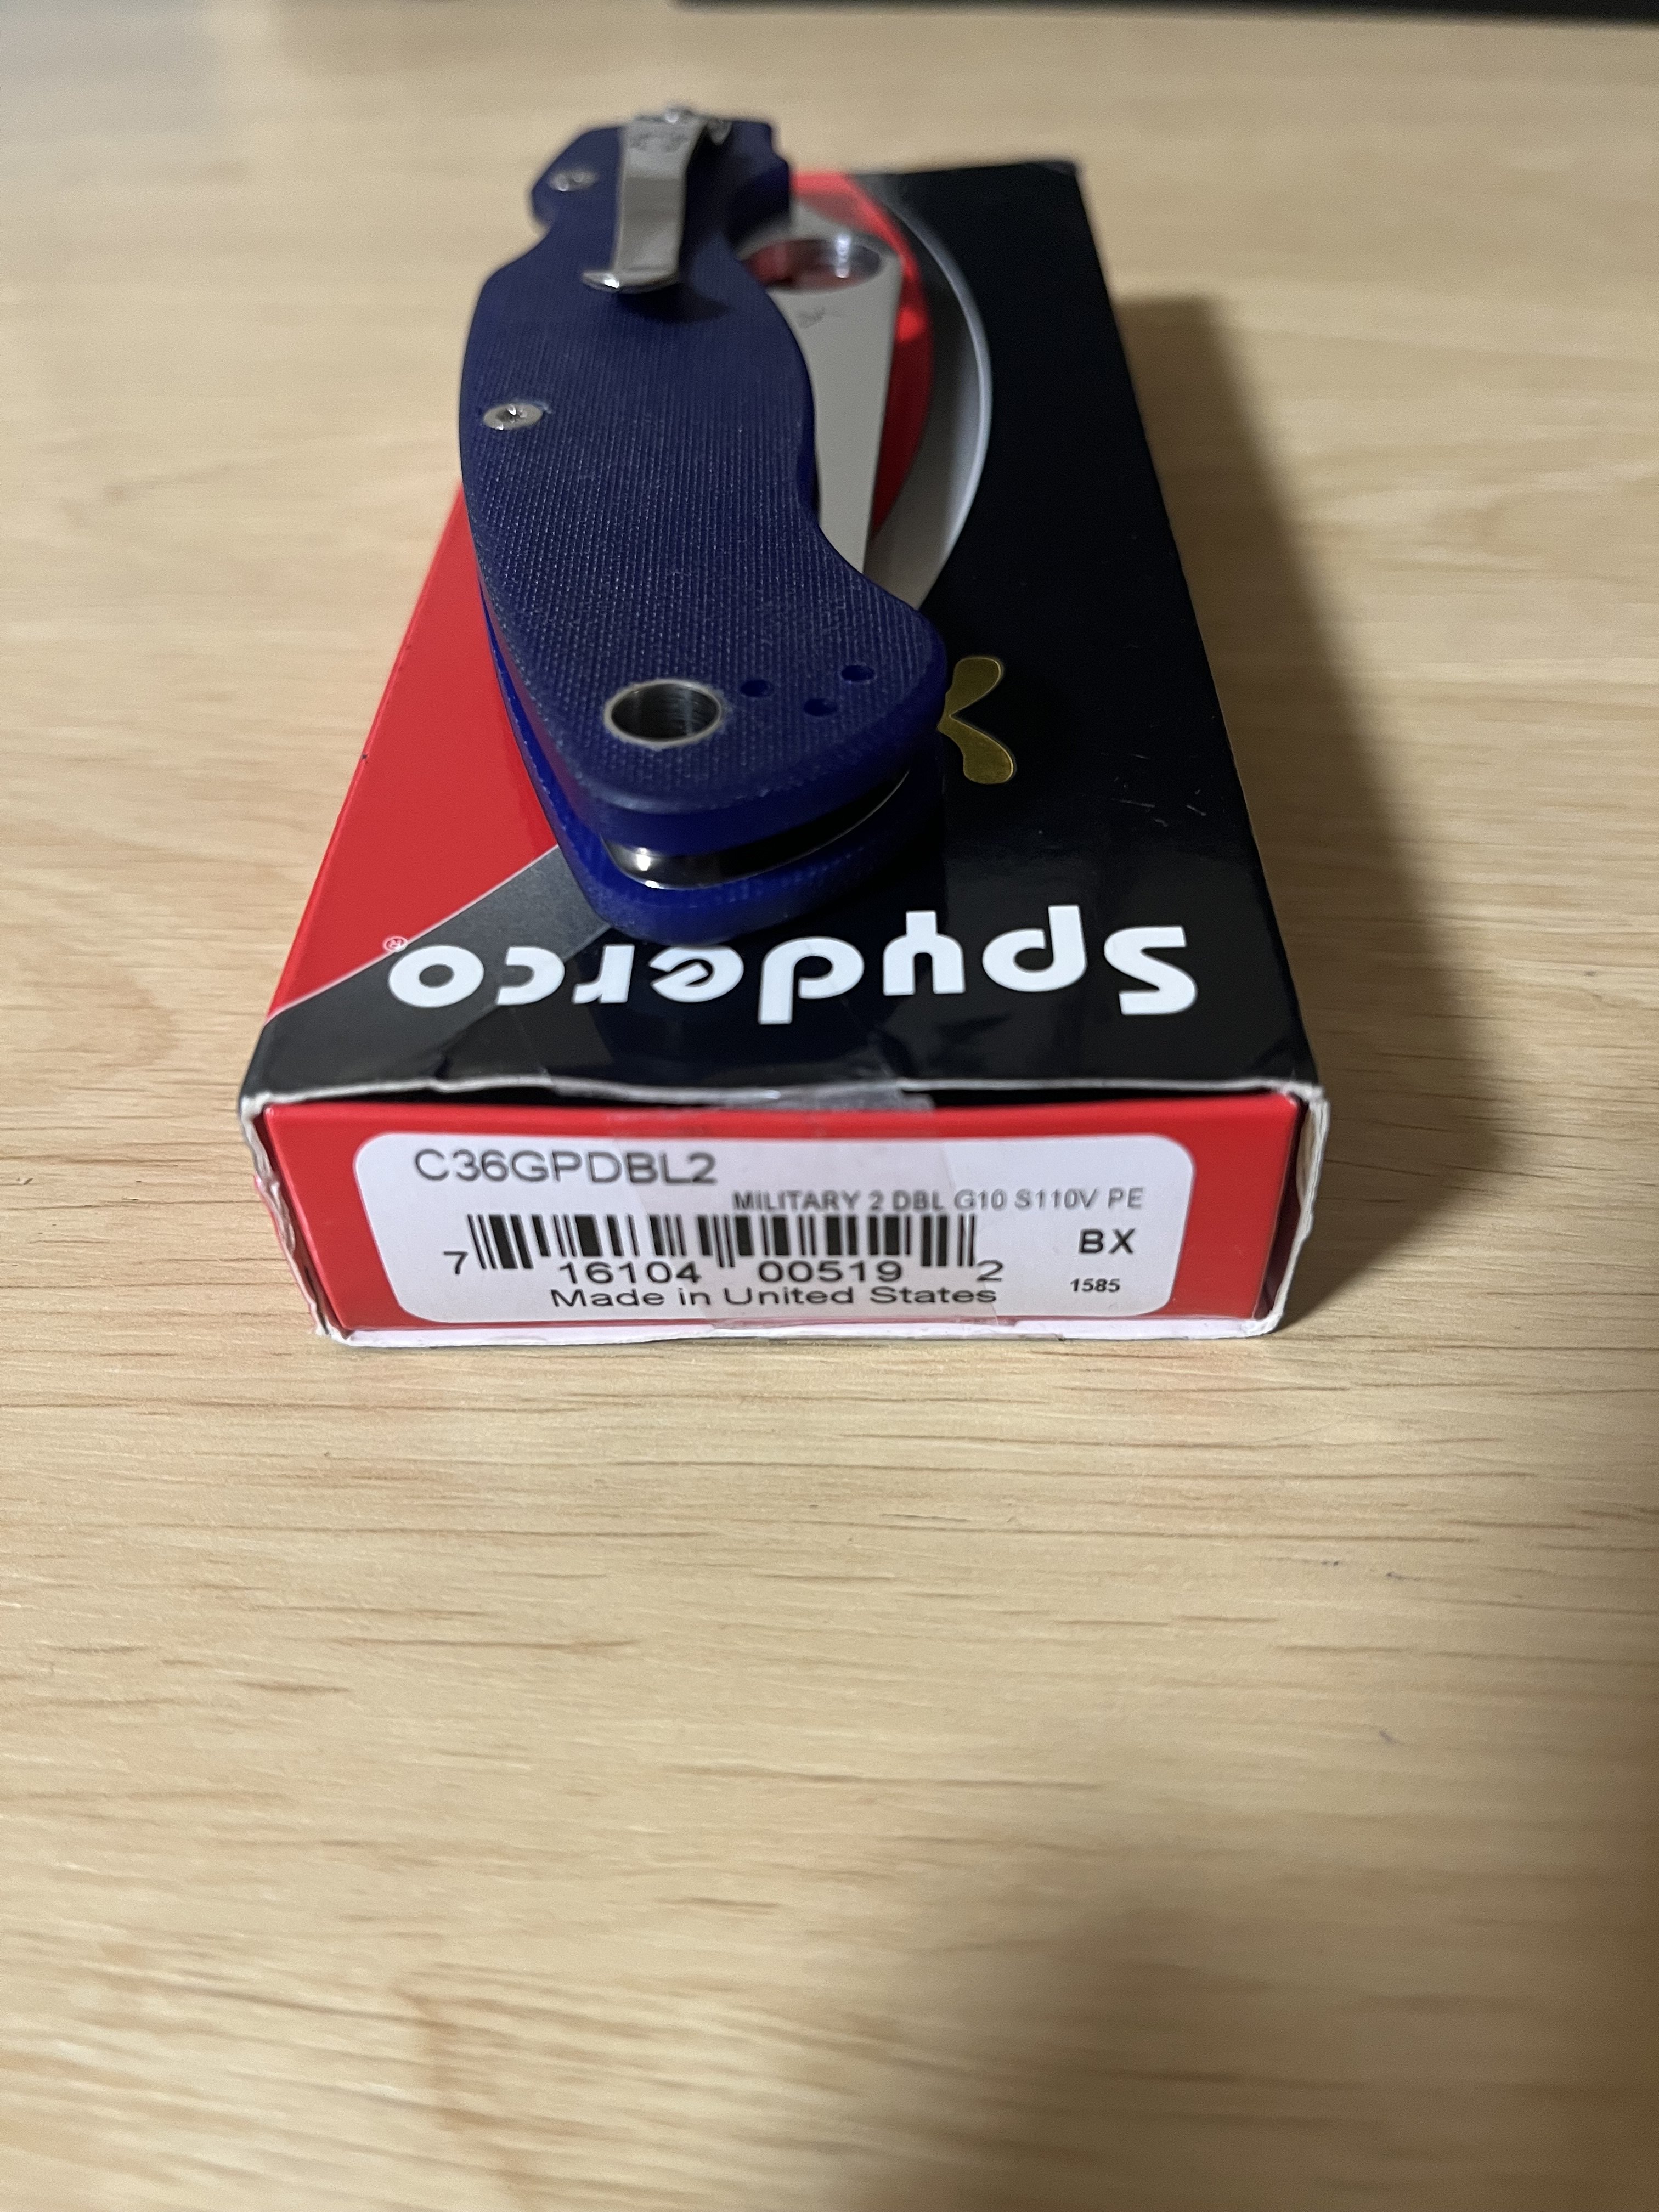 Spyderco®
C36GPDBL2
MILITARY 2 DBL G10 S110V PE
BX
7 16104 00519 2
1585
Made in United States